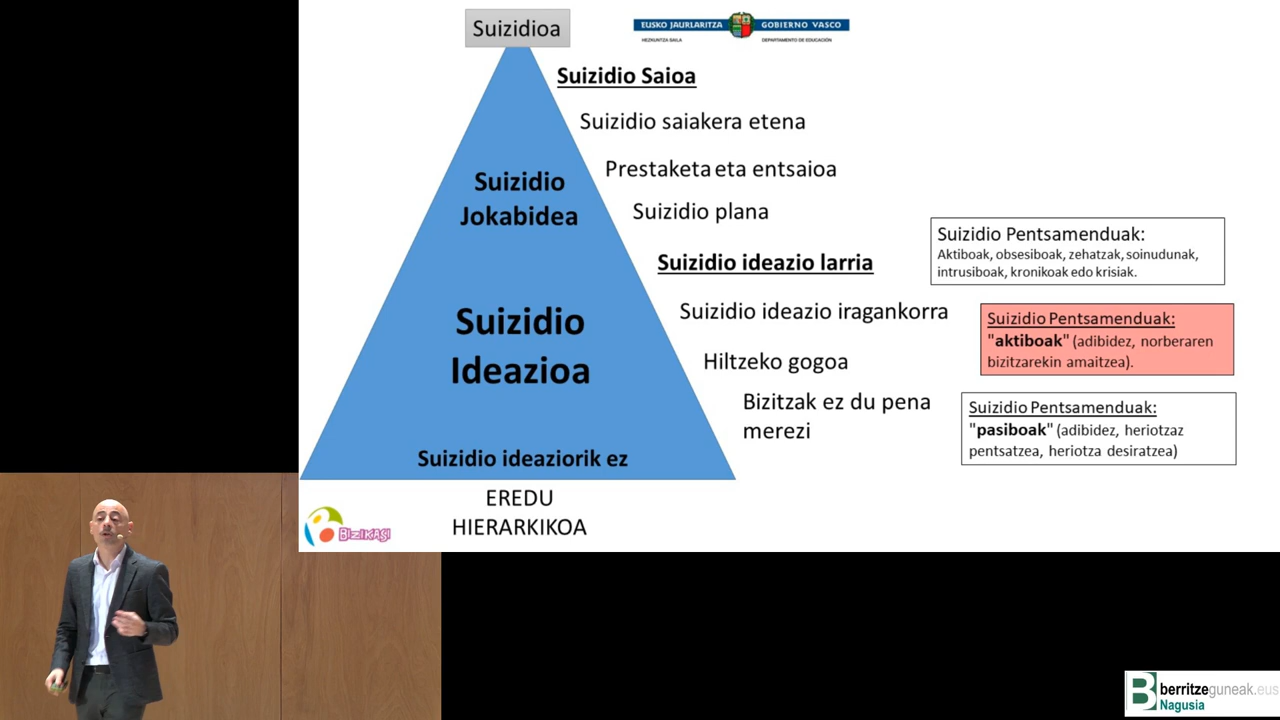 Suizidioa
EUSKO JAURLARITZA
GOBIERNO VASCO
HEZKUNTZA SAILA
DEPARTAMENTO DE EDUCACIÓN
Suizidio Saioa
Suizidio saiakera etena
Prestaketa eta entsaioa
Suizidio plana
Suizidio ideazio larria
Suizidio ideazio iragankorra
Hiltzeko gogoa
Bizitzak ez du pena
merezi
Suizidio
Jokabidea
Suizidio
Ideazioa
Suizidio ideaziorik ez
Suizidio Pentsamenduak:
Aktiboak, obsesiboak, zehatzak, soinudunak,
intrusiboak, kronikoak edo krisiak.
Suizidio Pentsamenduak:
"aktiboak" (adibidez, norberaren
bizitzarekin amaitzea).
Suizidio Pentsamenduak:
"pasiboak" (adibidez, heriotzaz
pentsatzea, heriotza desiratzea)
EREDU
HIERARKIKOA
BIZIKASI
berritzeguneak.eus
Nagusia